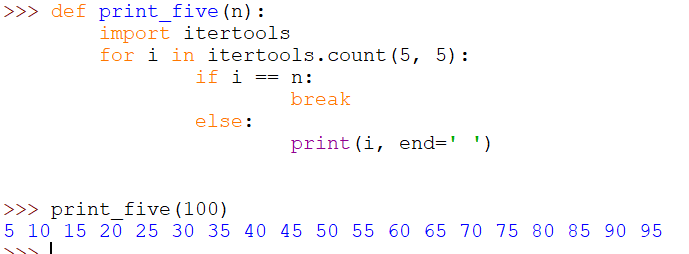 >>> def print_five(n):
        import itertools
        for i in itertools.count(5, 5):
                if i == n:
                        break
                else:
                        print(i, end=' ')
>>> print_five(100)
5 10 15 20 25 30 35 40 45 50 55 60 65 70 75 80 85 90 95
>>>